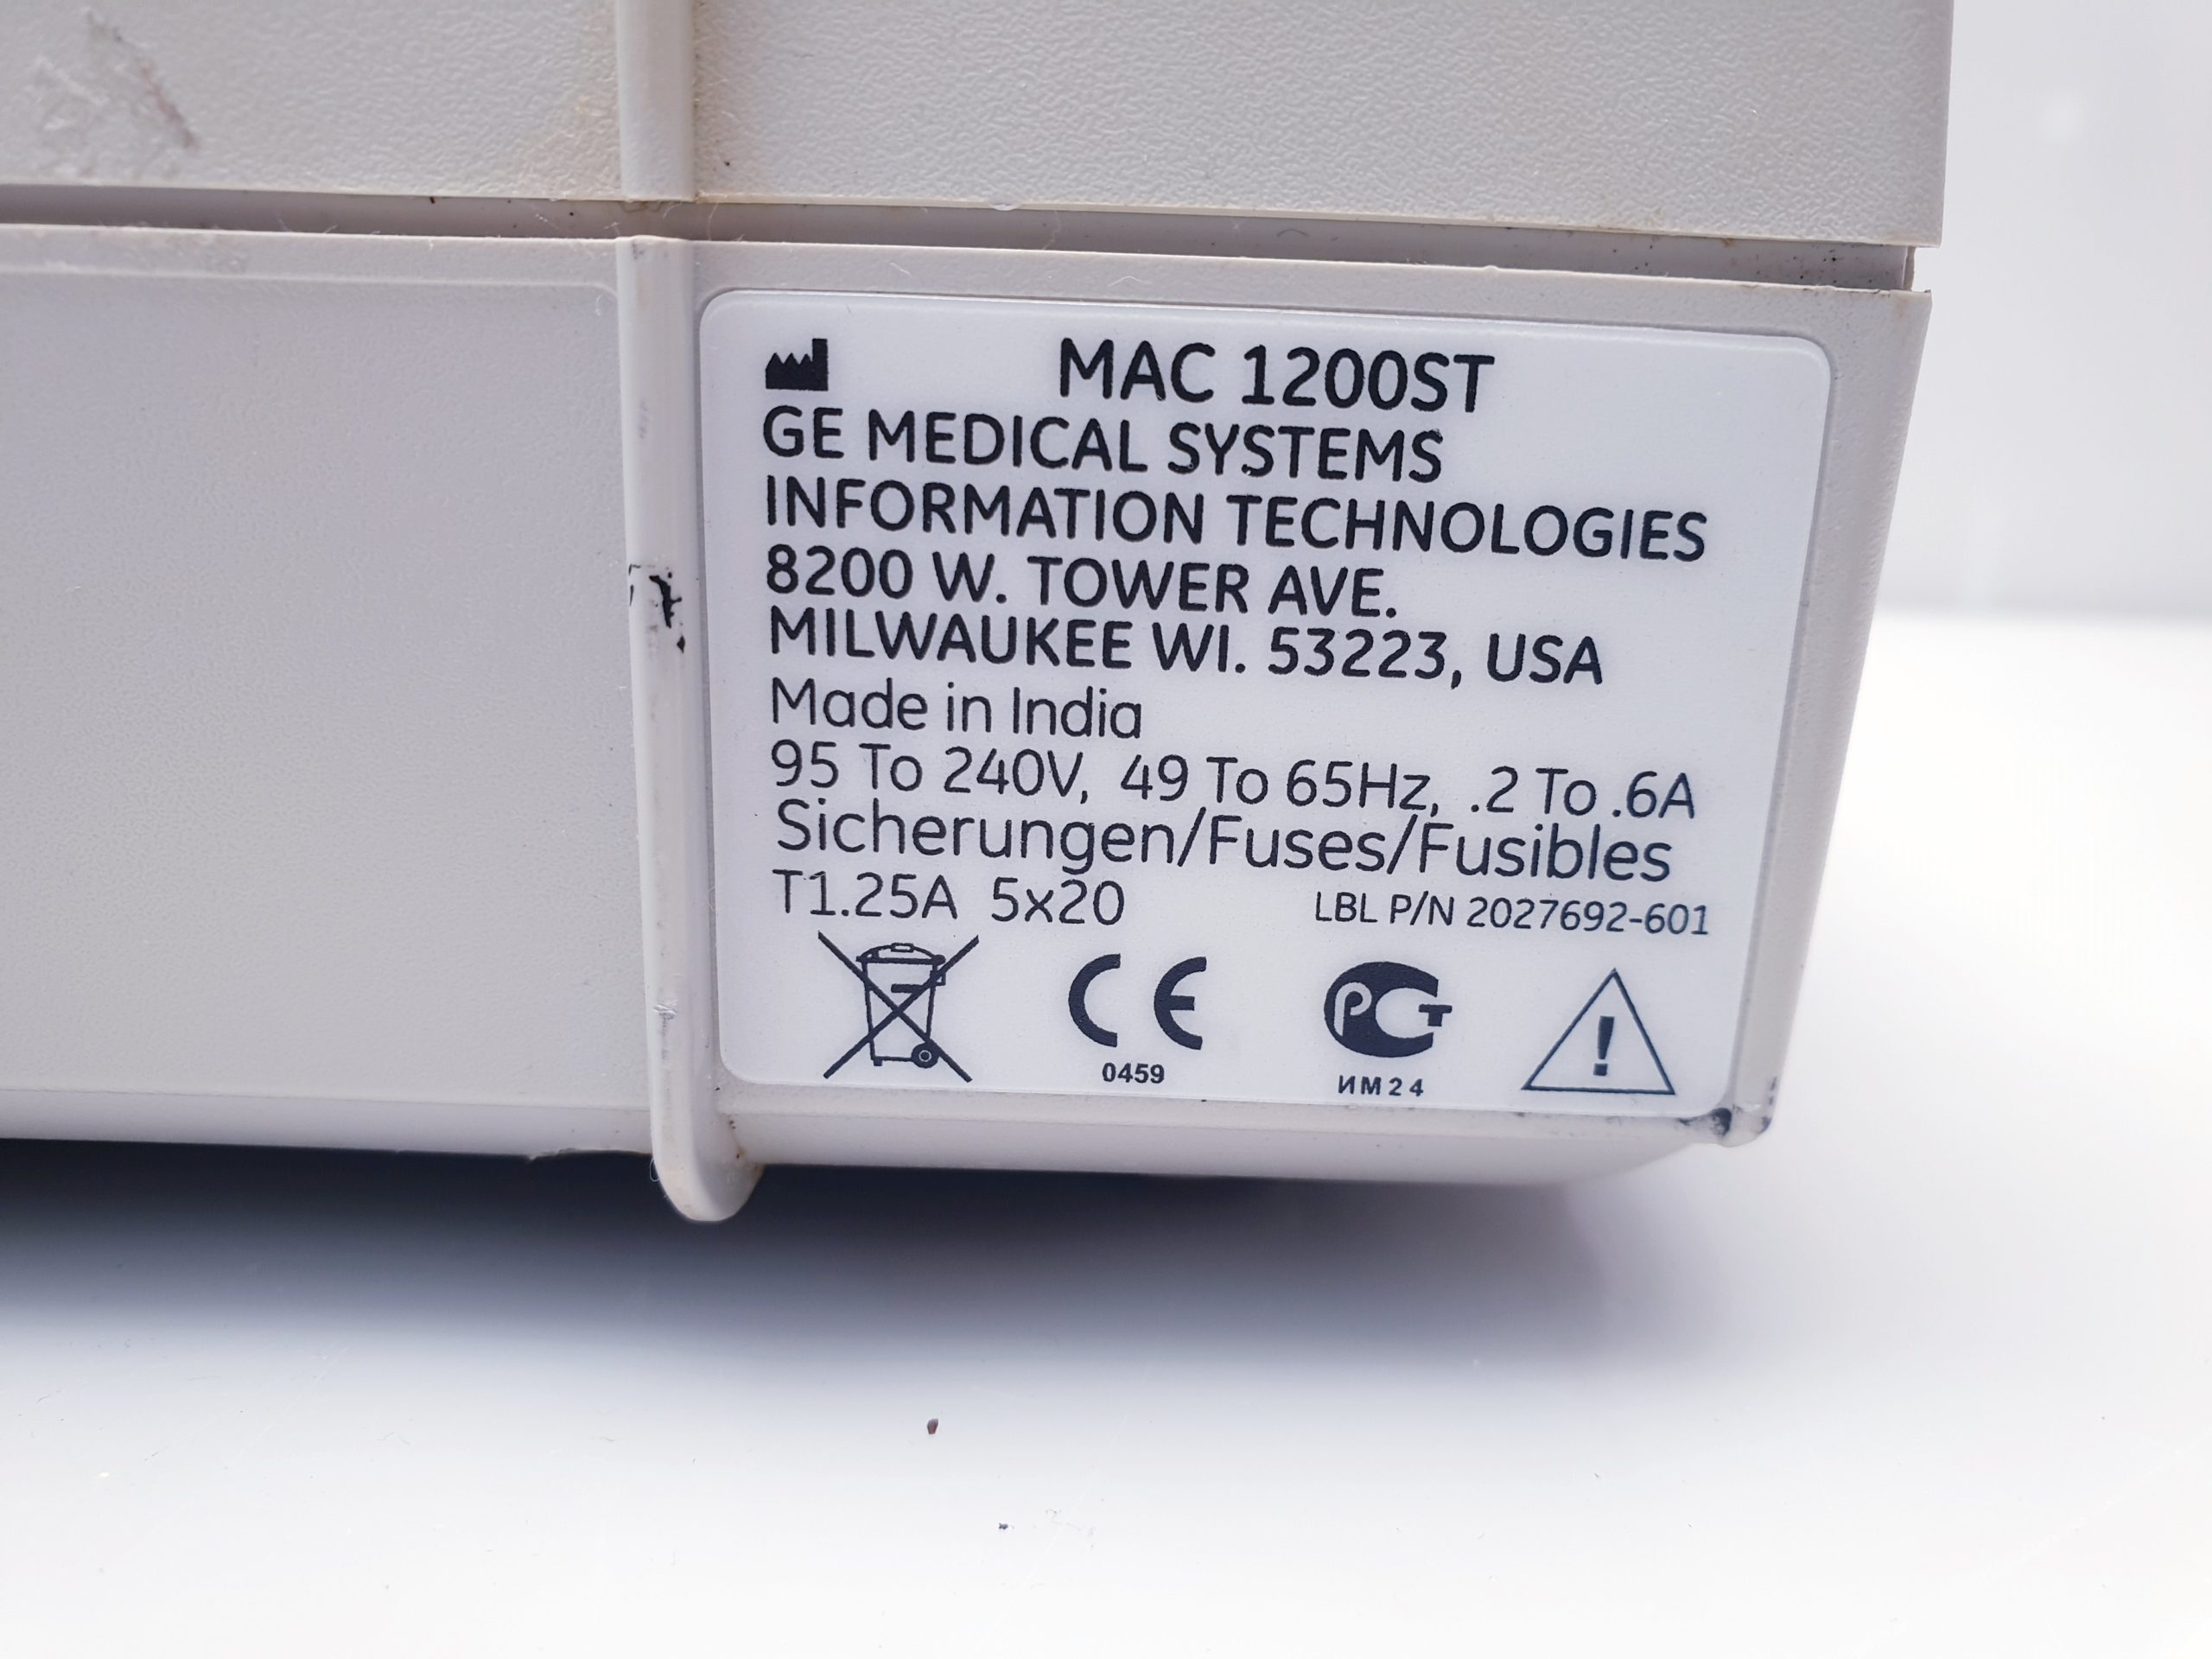 MAC 1200ST
GE MEDICAL SYSTEMS
INFORMATION TECHNOLOGIES
8200 W. TOWER AVE.
MILWAUKEE WI. 53223, USA
Made in India
95 To 240V, 49 To 65Hz, .2 To .6A
Sicherungen/Fuses/Fusibles
T1.25A 5x20 LBL P/N 2027692-601
CE PCT !
0459 ИМ24